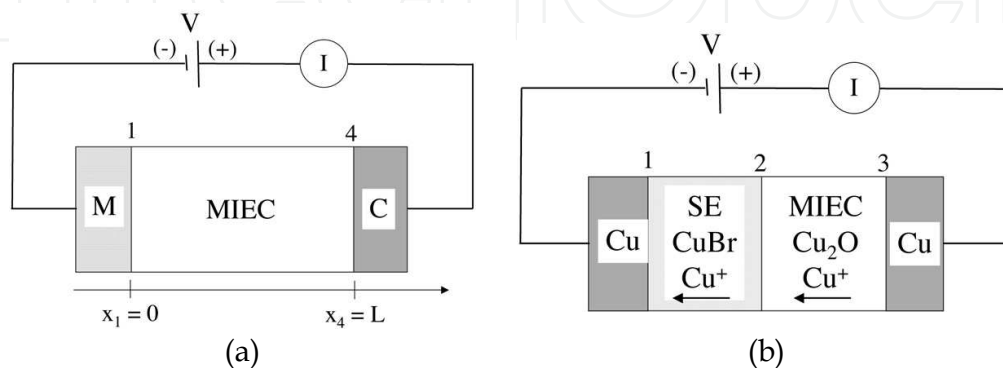 V
(-) (+)
I
1 4
M MIEC C
x₁ = 0 x₄ = L
(a)
V
(-) (+)
I
1 2 3
Cu SE MIEC Cu
CuBr Cu₂O
Cu⁺ Cu⁺
(b)